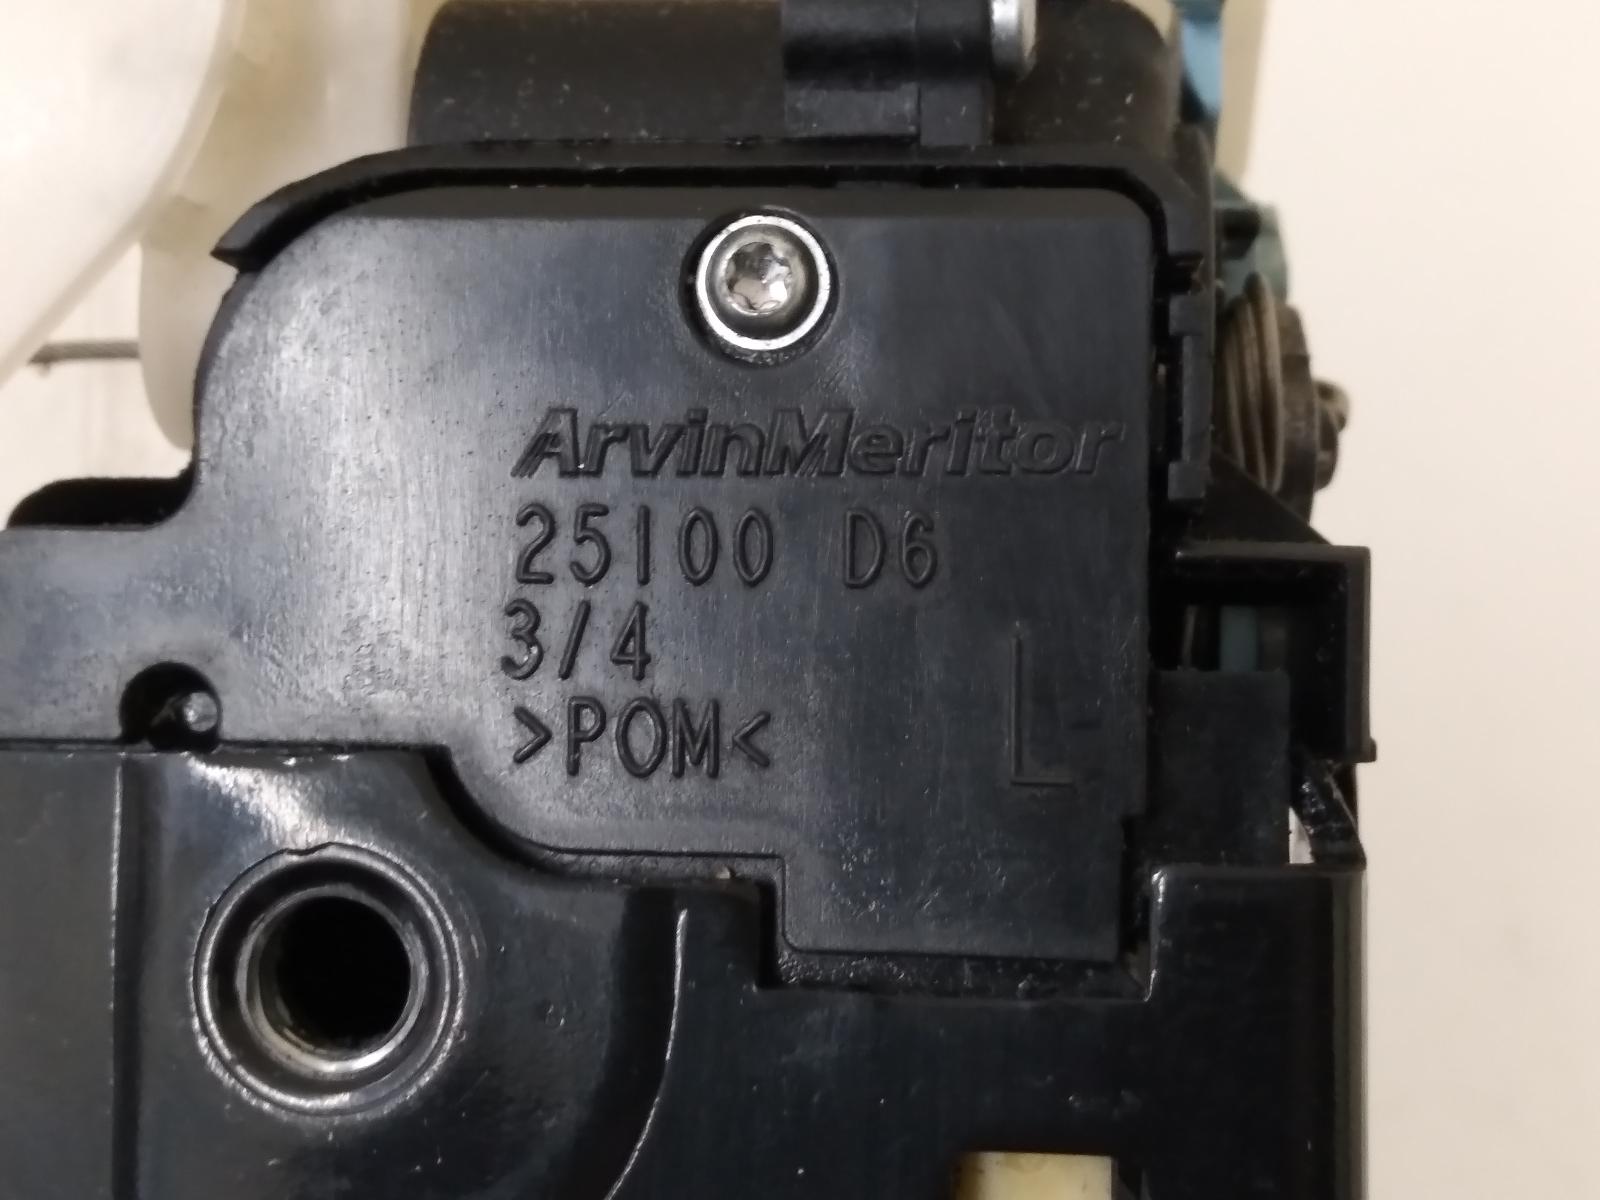 ArvinMeritor
25100 D6
3/4
>POM<
L